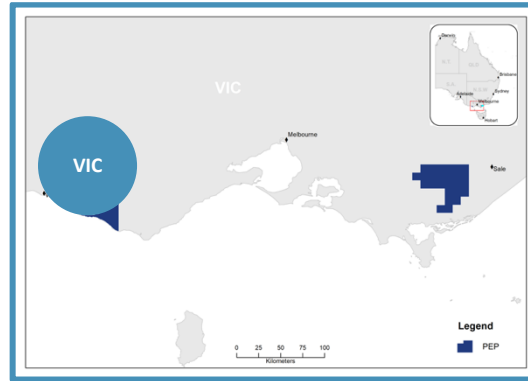 VIC
VIC
Melbourne
Sale
Darwin
N.T.
Brisbane
Sydney
Adelaide
Melbourne
Hobart
0 25 50 75 100
Kilometers
Legend
PEP